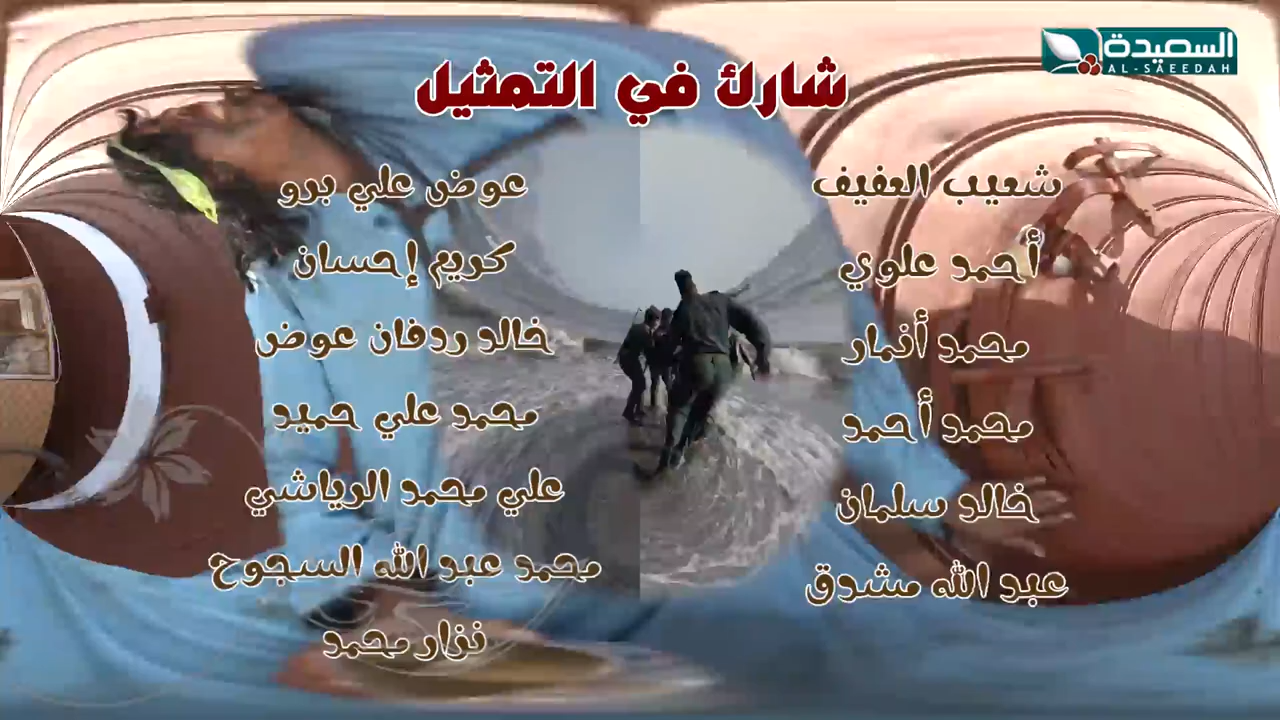 السعيدة
AL-SAEEDAH
شارك في التمثيل
شعيب العفيف
أحمد علوي
محمد أنمار
محمد أحمد
خالد سلمان
عبد الله مشدق
عوض علي برو
كريم إحسان
خالد ردفان عوض
محمد علي حميد
علي محمد الرياشي
محمد عبد الله السجوح
نزار محمد